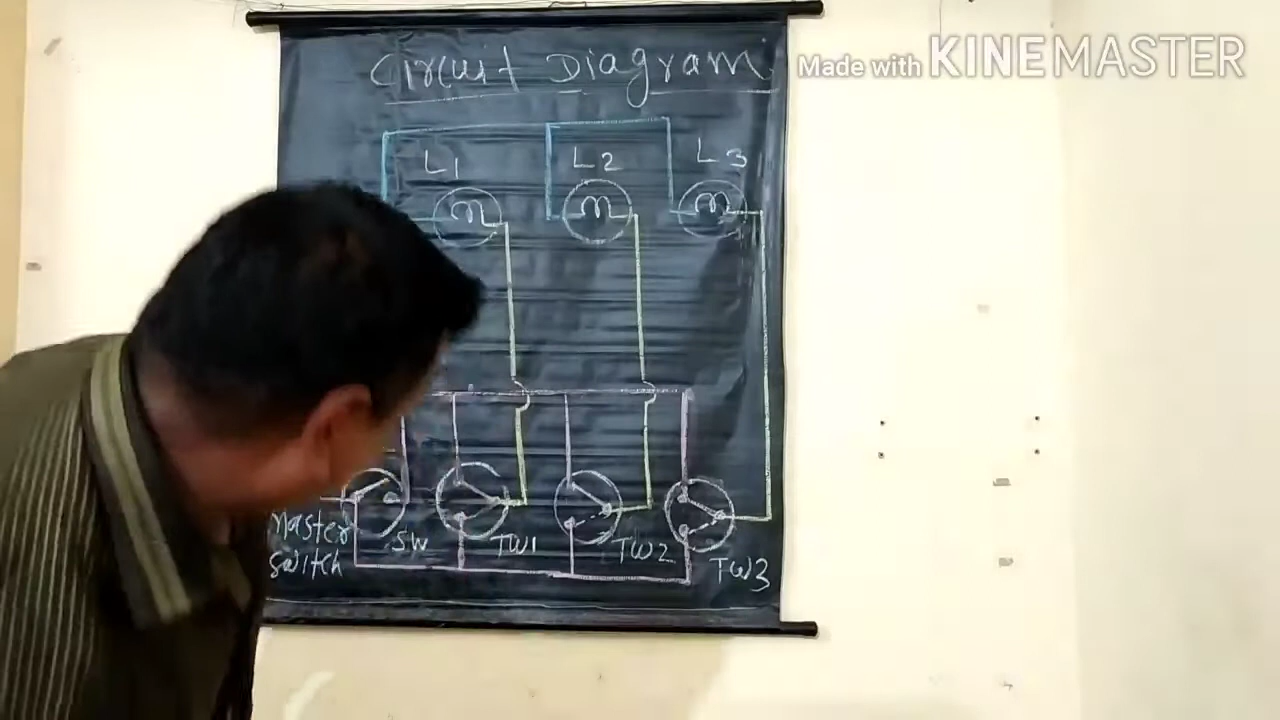 Made with KINEMASTER
Circuit Diagram
L1 L2 L3
Master SW TW1 TW2 TW3
switch